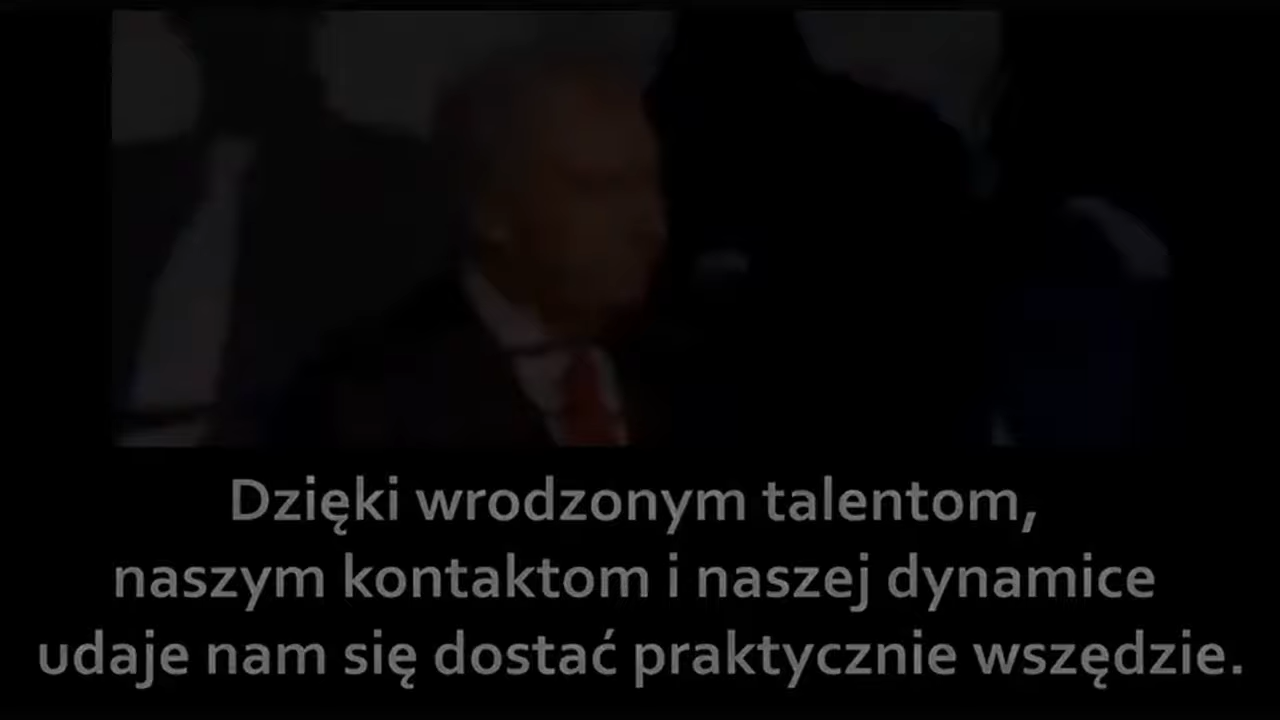 Dzięki wrodzonym talentom,
naszym kontaktom i naszej dynamice
udaje nam się dostać praktycznie wszędzie.